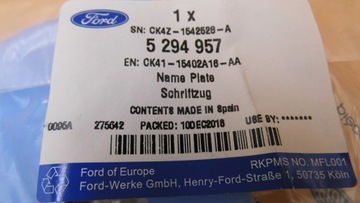 Ford
1 x
SN: CK4Z-1542528-A
5 294 957
EN: CK41-15402A16-AA
Name Plate
Schriftzug
CONTENTS MADE IN Spain
0095A 275642 PACKED: 10DEC2016 USE BY: *******
RKPMS NO. MFL001
Ford of Europe
Ford-Werke GmbH, Henry-Ford-Straße 1, 50735 Köln